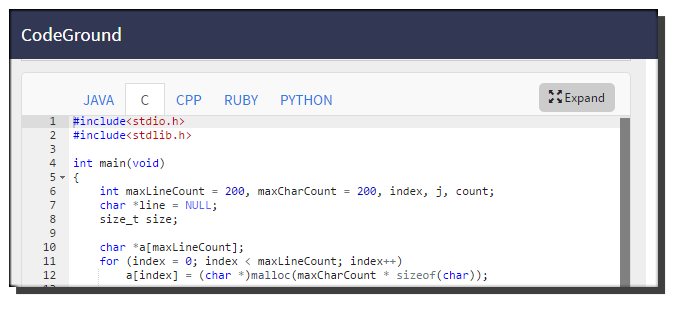 CodeGround
JAVA C CPP RUBY PYTHON Expand
1 #include<stdio.h>
2 #include<stdlib.h>
3
4 int main(void)
5 {
6 int maxLineCount = 200, maxCharCount = 200, index, j, count;
7 char *line = NULL;
8 size_t size;
9
10 char *a[maxLineCount];
11 for (index = 0; index < maxLineCount; index++)
12 a[index] = (char *)malloc(maxCharCount * sizeof(char));